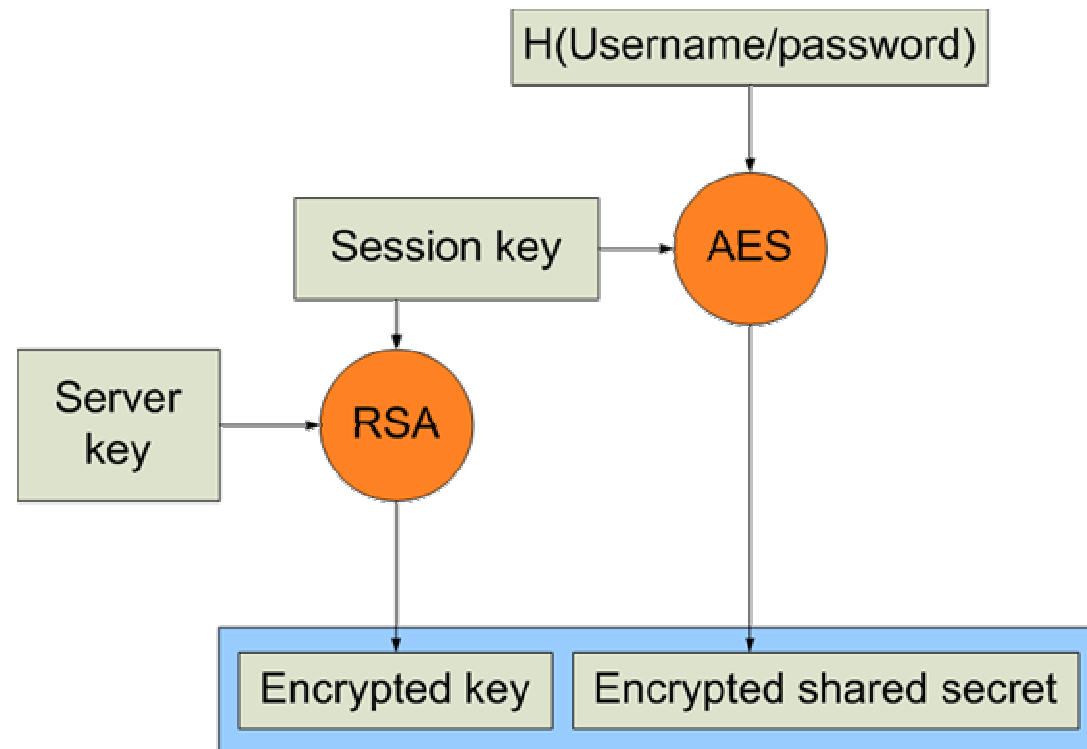 H(Username/password)
Session key
AES
Server
key
RSA
Encrypted key
Encrypted shared secret